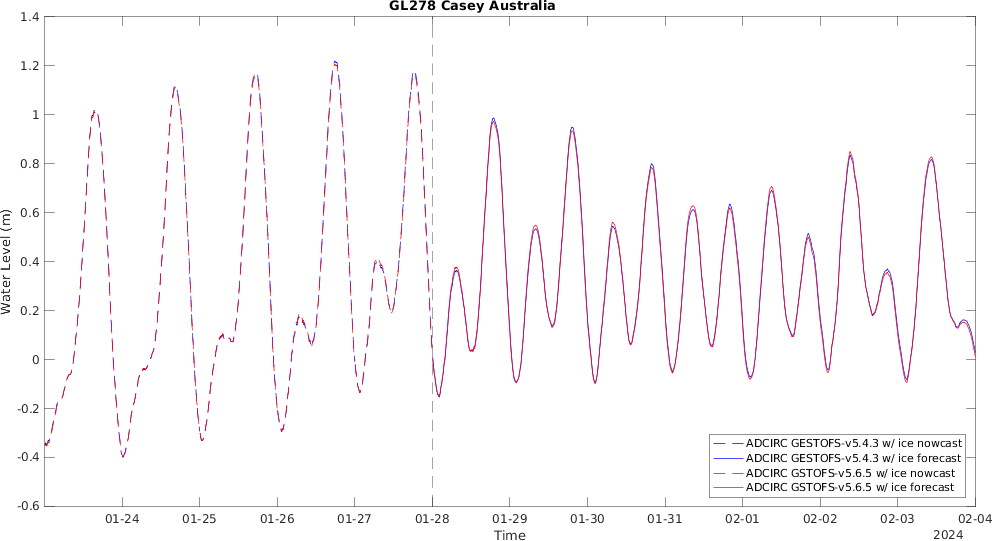 GL278 Casey Australia
1.4
1.2
1
0.8
0.6
0.4
0.2
0
-0.2
-0.4
-0.6
Water Level (m)
ADCIRC GESTOFS-v5.4.3 w/ ice nowcast
ADCIRC GESTOFS-v5.4.3 w/ ice forecast
ADCIRC GSTOFS-v5.6.5 w/ ice nowcast
ADCIRC GSTOFS-v5.6.5 w/ ice forecast
01-24 01-25 01-26 01-27 01-28 01-29 01-30 01-31 02-01 02-02 02-03 02-04
Time
2024